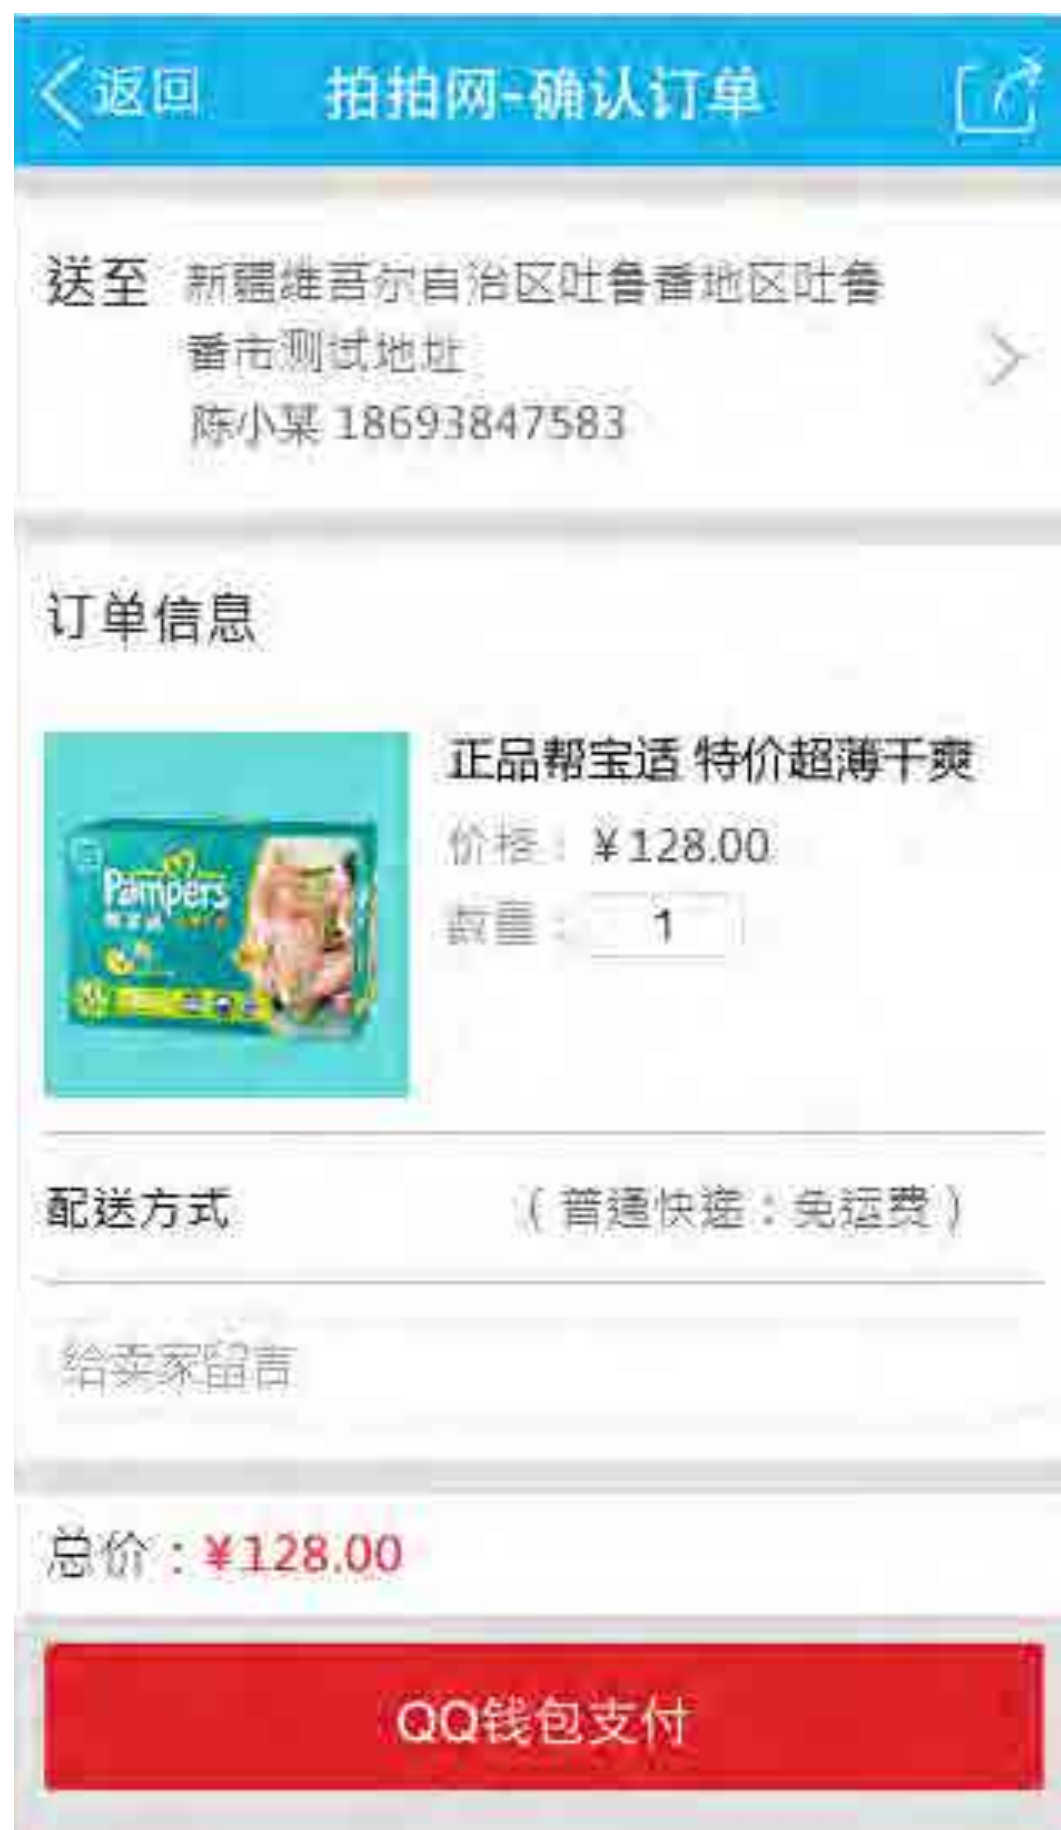 返回
拍拍网-确认订单
送至 新疆维吾尔自治区吐鲁番地区吐鲁
番市测试地址
陈小某 18693847583
订单信息
正品帮宝适 特价超薄干爽
价格：¥128.00
数量：1
Pampers
配送方式 （普通快递：免运费）
给卖家留言
总价：¥128.00
QQ钱包支付